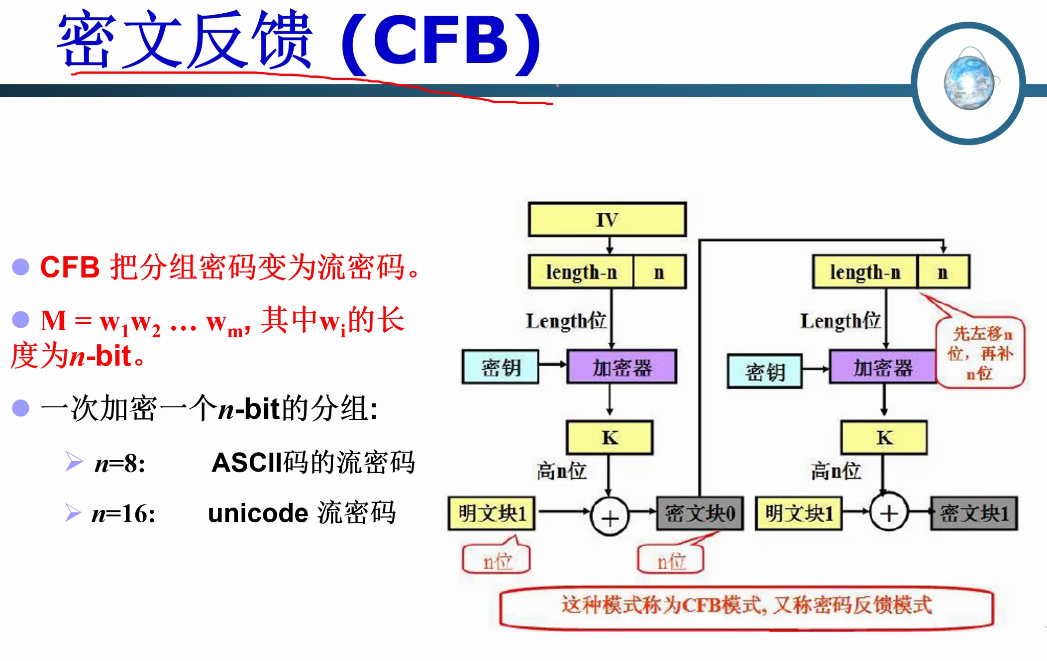 密文反馈 (CFB)
CFB 把分组密码变为流密码。
M = w1w2 … wm, 其中wi的长
度为n-bit。
一次加密一个n-bit的分组:
n=8: ASCII码的流密码
n=16: unicode 流密码
IV
length-n n
Length位
密钥 加密器
K
高n位
明文块1 密文块0
n位 n位
length-n n
Length位
先左移n
位，再补
n位
密钥 加密器
K
高n位
明文块1 密文块1
这种模式称为CFB模式, 又称密码反馈模式